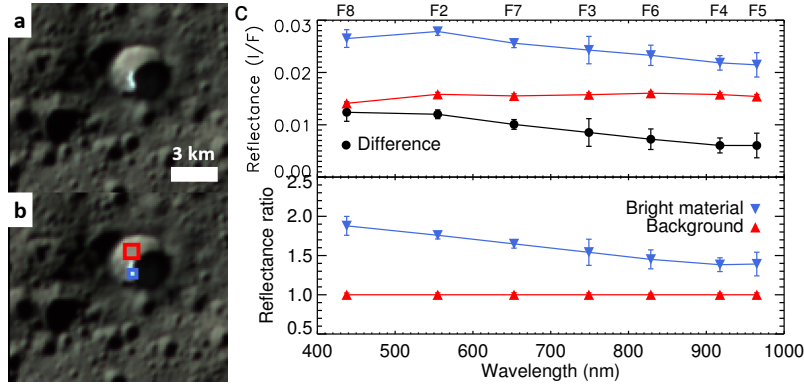 a
3 km
b
C
F8 F2 F7 F3 F6 F4 F5
Reflectance (I/F)
0.03
0.02
0.01
0.00
Difference
Reflectance ratio
2.5
2.0
1.5
1.0
0.5
Bright material
Background
400 500 600 700 800 900 1000
Wavelength (nm)